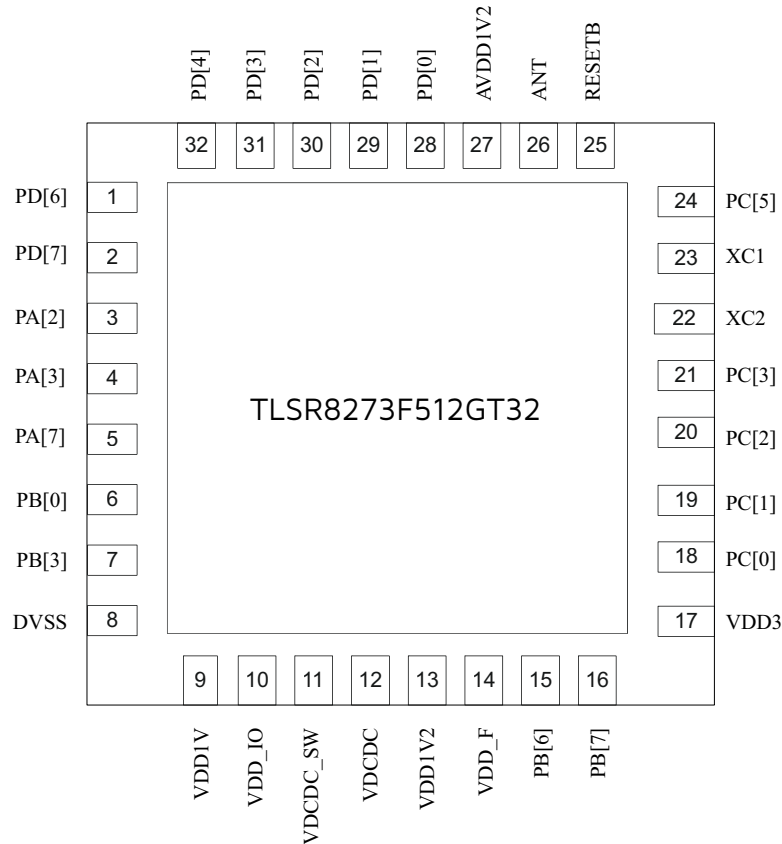 PD[4] PD[3] PD[2] PD[1] PD[0] AVDD1V2 ANT RESETB
32 31 30 29 28 27 26 25
PD[6] 1 24 PC[5]
PD[7] 2 23 XC1
PA[2] 3 22 XC2
PA[3] 4 21 PC[3]
TLSR8273F512GT32
PA[7] 5 20 PC[2]
PB[0] 6 19 PC[1]
PB[3] 7 18 PC[0]
DVSS 8 17 VDD3
9 10 11 12 13 14 15 16
VDD1V VDD_IO VDCDC_SW VDCDC VDD1V2 VDD_F PB[6] PB[7]